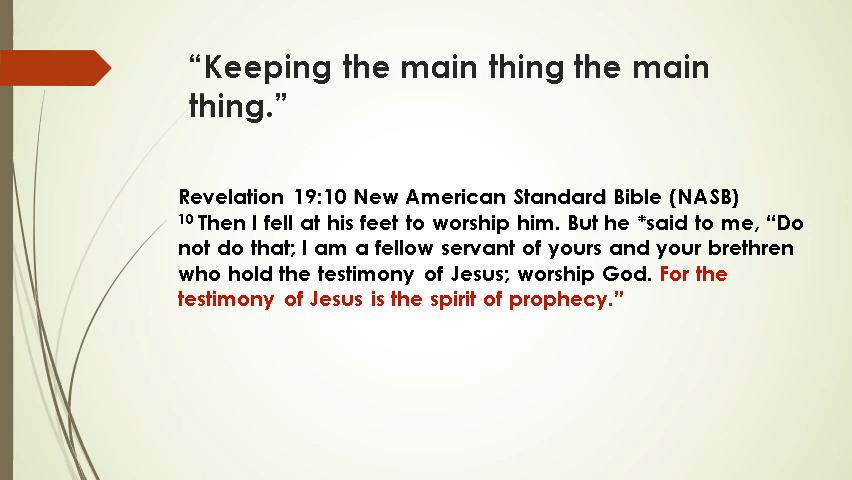 “Keeping the main thing the main
thing.”
Revelation 19:10 New American Standard Bible (NASB)
10 Then I fell at his feet to worship him. But he *said to me, “Do
not do that; I am a fellow servant of yours and your brethren
who hold the testimony of Jesus; worship God. For the
testimony of Jesus is the spirit of prophecy.”